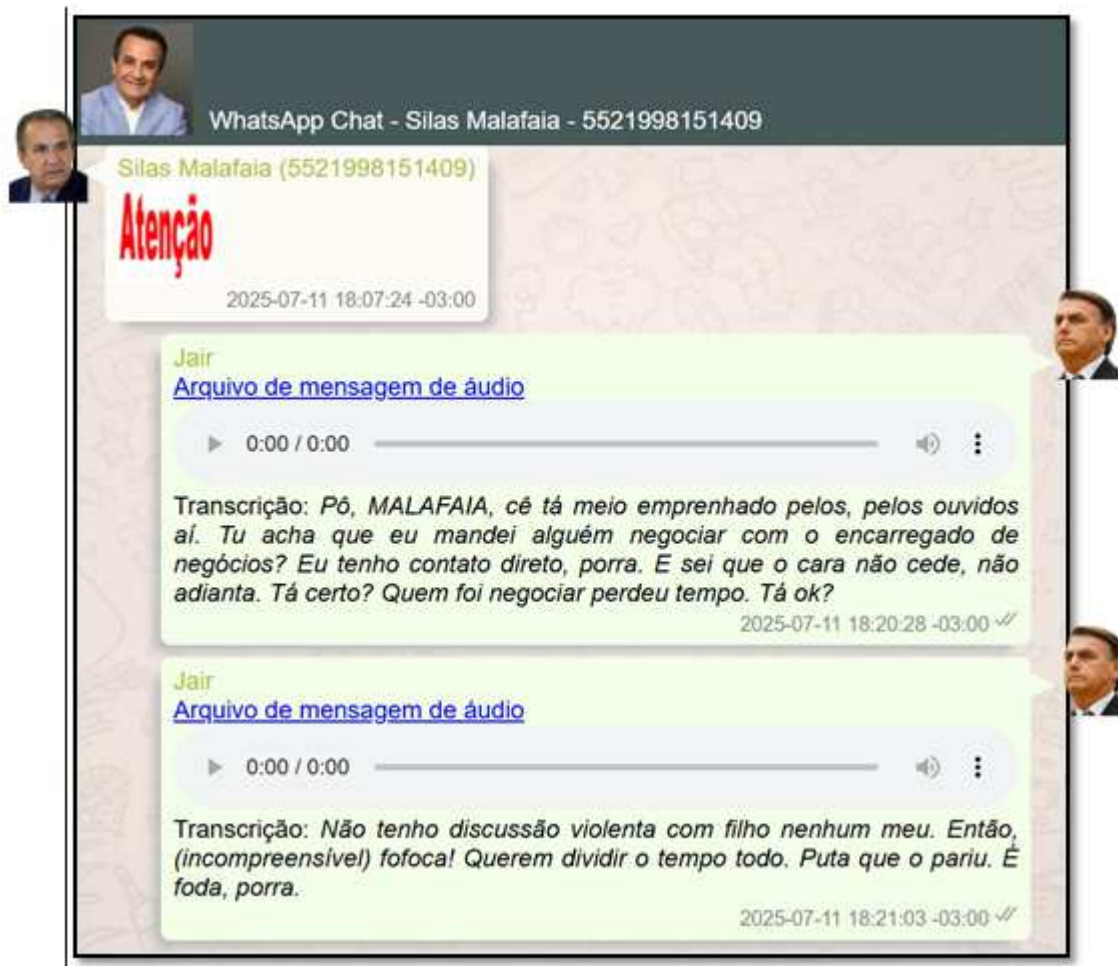 WhatsApp Chat - Silas Malafaia - 5521998151409
Silas Malafaia (5521998151409)
Atenção
2025-07-11 18:07:24 -03:00
Jair
Arquivo de mensagem de áudio
0:00 / 0:00
Transcrição: Pô, MALAFAIA, cê tá meio emprenhado pelos, pelos ouvidos
aí. Tu acha que eu mandei alguém negociar com o encarregado de
negócios? Eu tenho contato direto, porra. E sei que o cara não cede, não
adianta. Tá certo? Quem foi negociar perdeu tempo. Tá ok?
2025-07-11 18:20:28 -03:00
Jair
Arquivo de mensagem de áudio
0:00 / 0:00
Transcrição: Não tenho discussão violenta com filho nenhum meu. Então,
(incompreensível) fofoca! Querem dividir o tempo todo. Puta que o pariu. É
foda, porra.
2025-07-11 18:21:03 -03:00